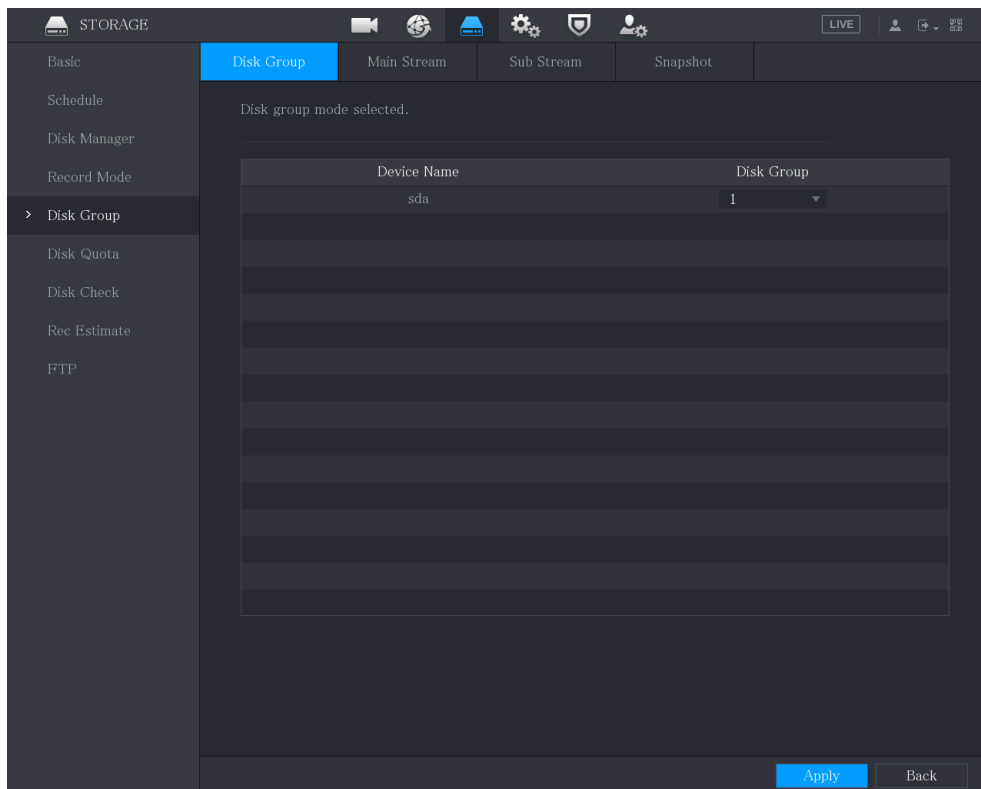 STORAGE
LIVE
Basic
Schedule
Disk Manager
Record Mode
Disk Group
Disk Quota
Disk Check
Rec Estimate
FTP
Disk Group Main Stream Sub Stream Snapshot
Disk group mode selected.
Device Name Disk Group
sda 1
Apply Back